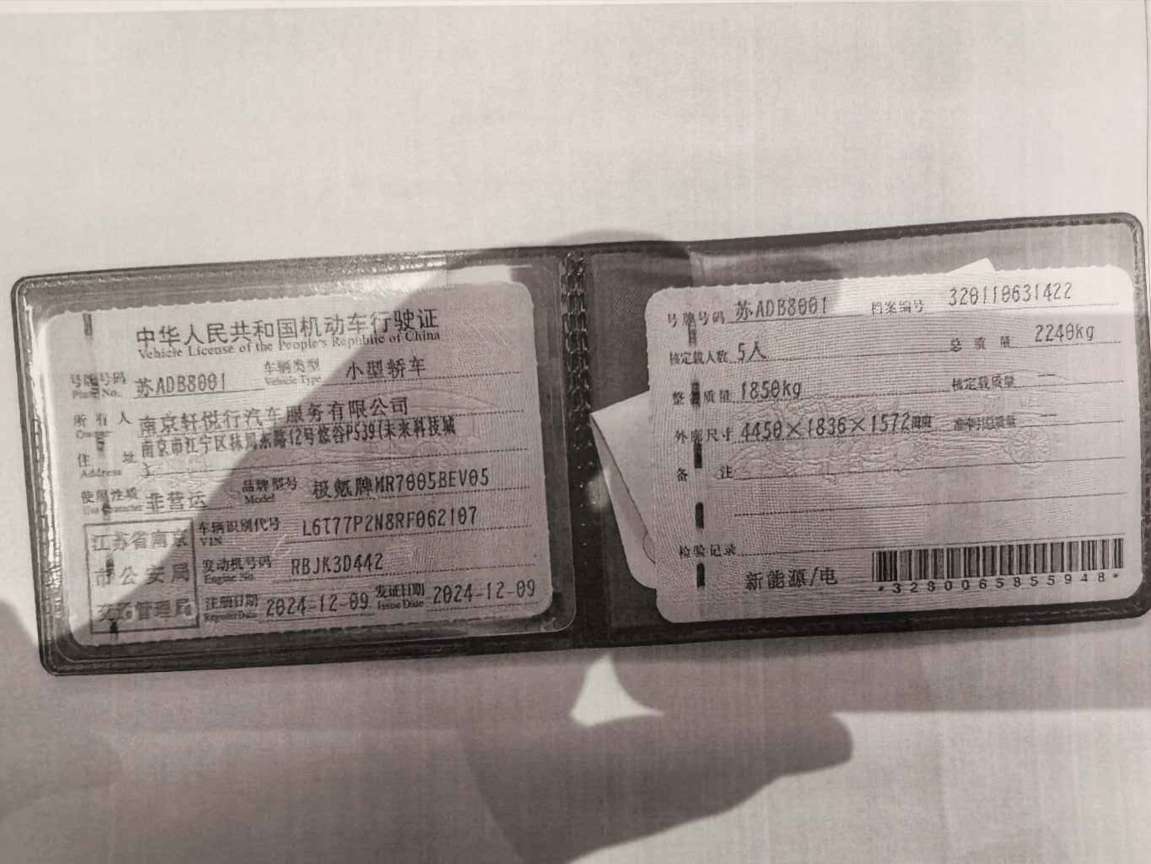 中华人民共和国机动车行驶证
Vehicle License of the People's Republic of China
号牌号码 苏ADB8001 车辆类型 小型轿车
Plate No. Vehicle Type
所有人 南京轩悦行汽车服务有限公司
Owner
住址 南京市江宁区秣周东路12号悠谷P539(未来科技城
Address )
使用性质 非营运 品牌型号 极氪牌MR7005BEV05
Use Character Model
江苏省南京
市公安局
交通管理局
车辆识别代号 L6T77P2N8RF062107
VIN
发动机号码 RBJK3D442
Engine No.
注册日期 2024-12-09 发证日期 2024-12-09
Register Date Issue Date
号牌号码 苏ADB8001 档案编号 320110631422
核定载人数 5人 总质量 2240kg
整备质量 1850kg 核定载质量 —
外廓尺寸 4450×1836×1572mm 准牵引总质量 —
备注
检验记录
新能源/电
*3230065855948*